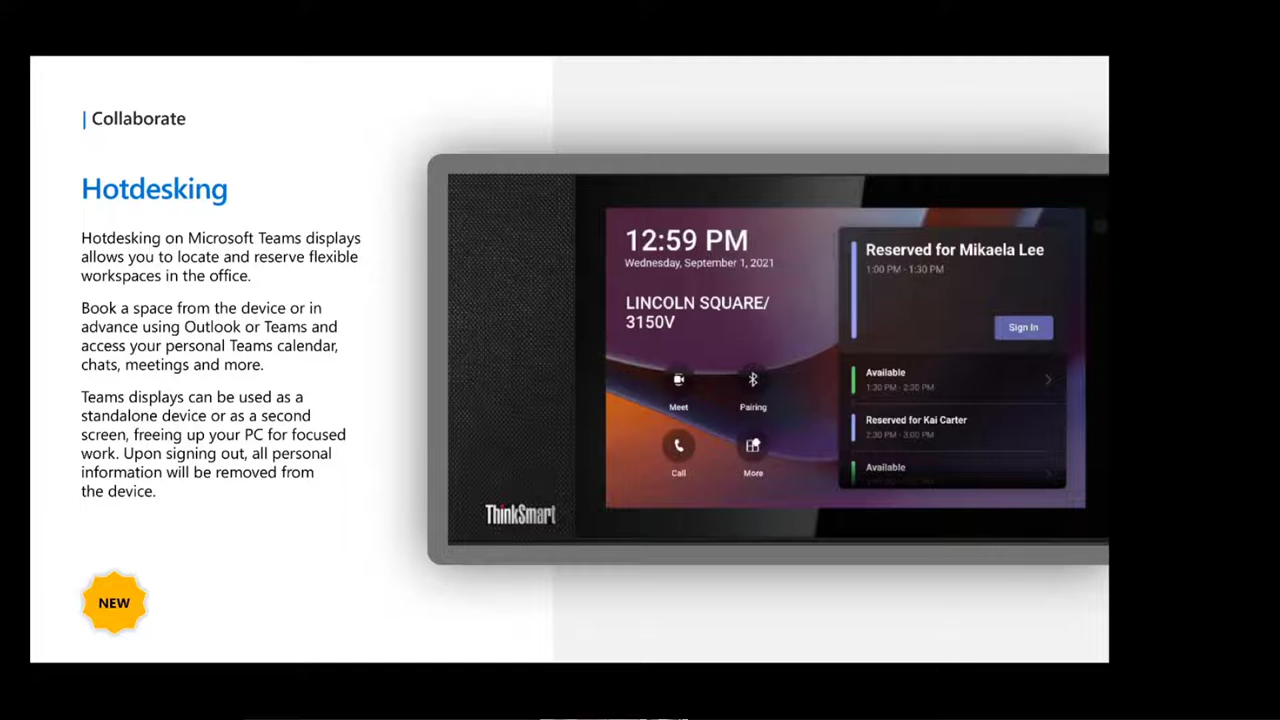 | Collaborate
Hotdesking
Hotdesking on Microsoft Teams displays
allows you to locate and reserve flexible
workspaces in the office.
Book a space from the device or in
advance using Outlook or Teams and
access your personal Teams calendar,
chats, meetings and more.
Teams displays can be used as a
standalone device or as a second
screen, freeing up your PC for focused
work. Upon signing out, all personal
information will be removed from
the device.
NEW
ThinkSmart
12:59 PM
Wednesday, September 1, 2021
LINCOLN SQUARE/
3150V
Meet
Pairing
Call
More
Reserved for Mikaela Lee
1:00 PM - 1:30 PM
Sign In
Available
1:30 PM - 2:30 PM
Reserved for Kai Carter
2:30 PM - 3:00 PM
Available